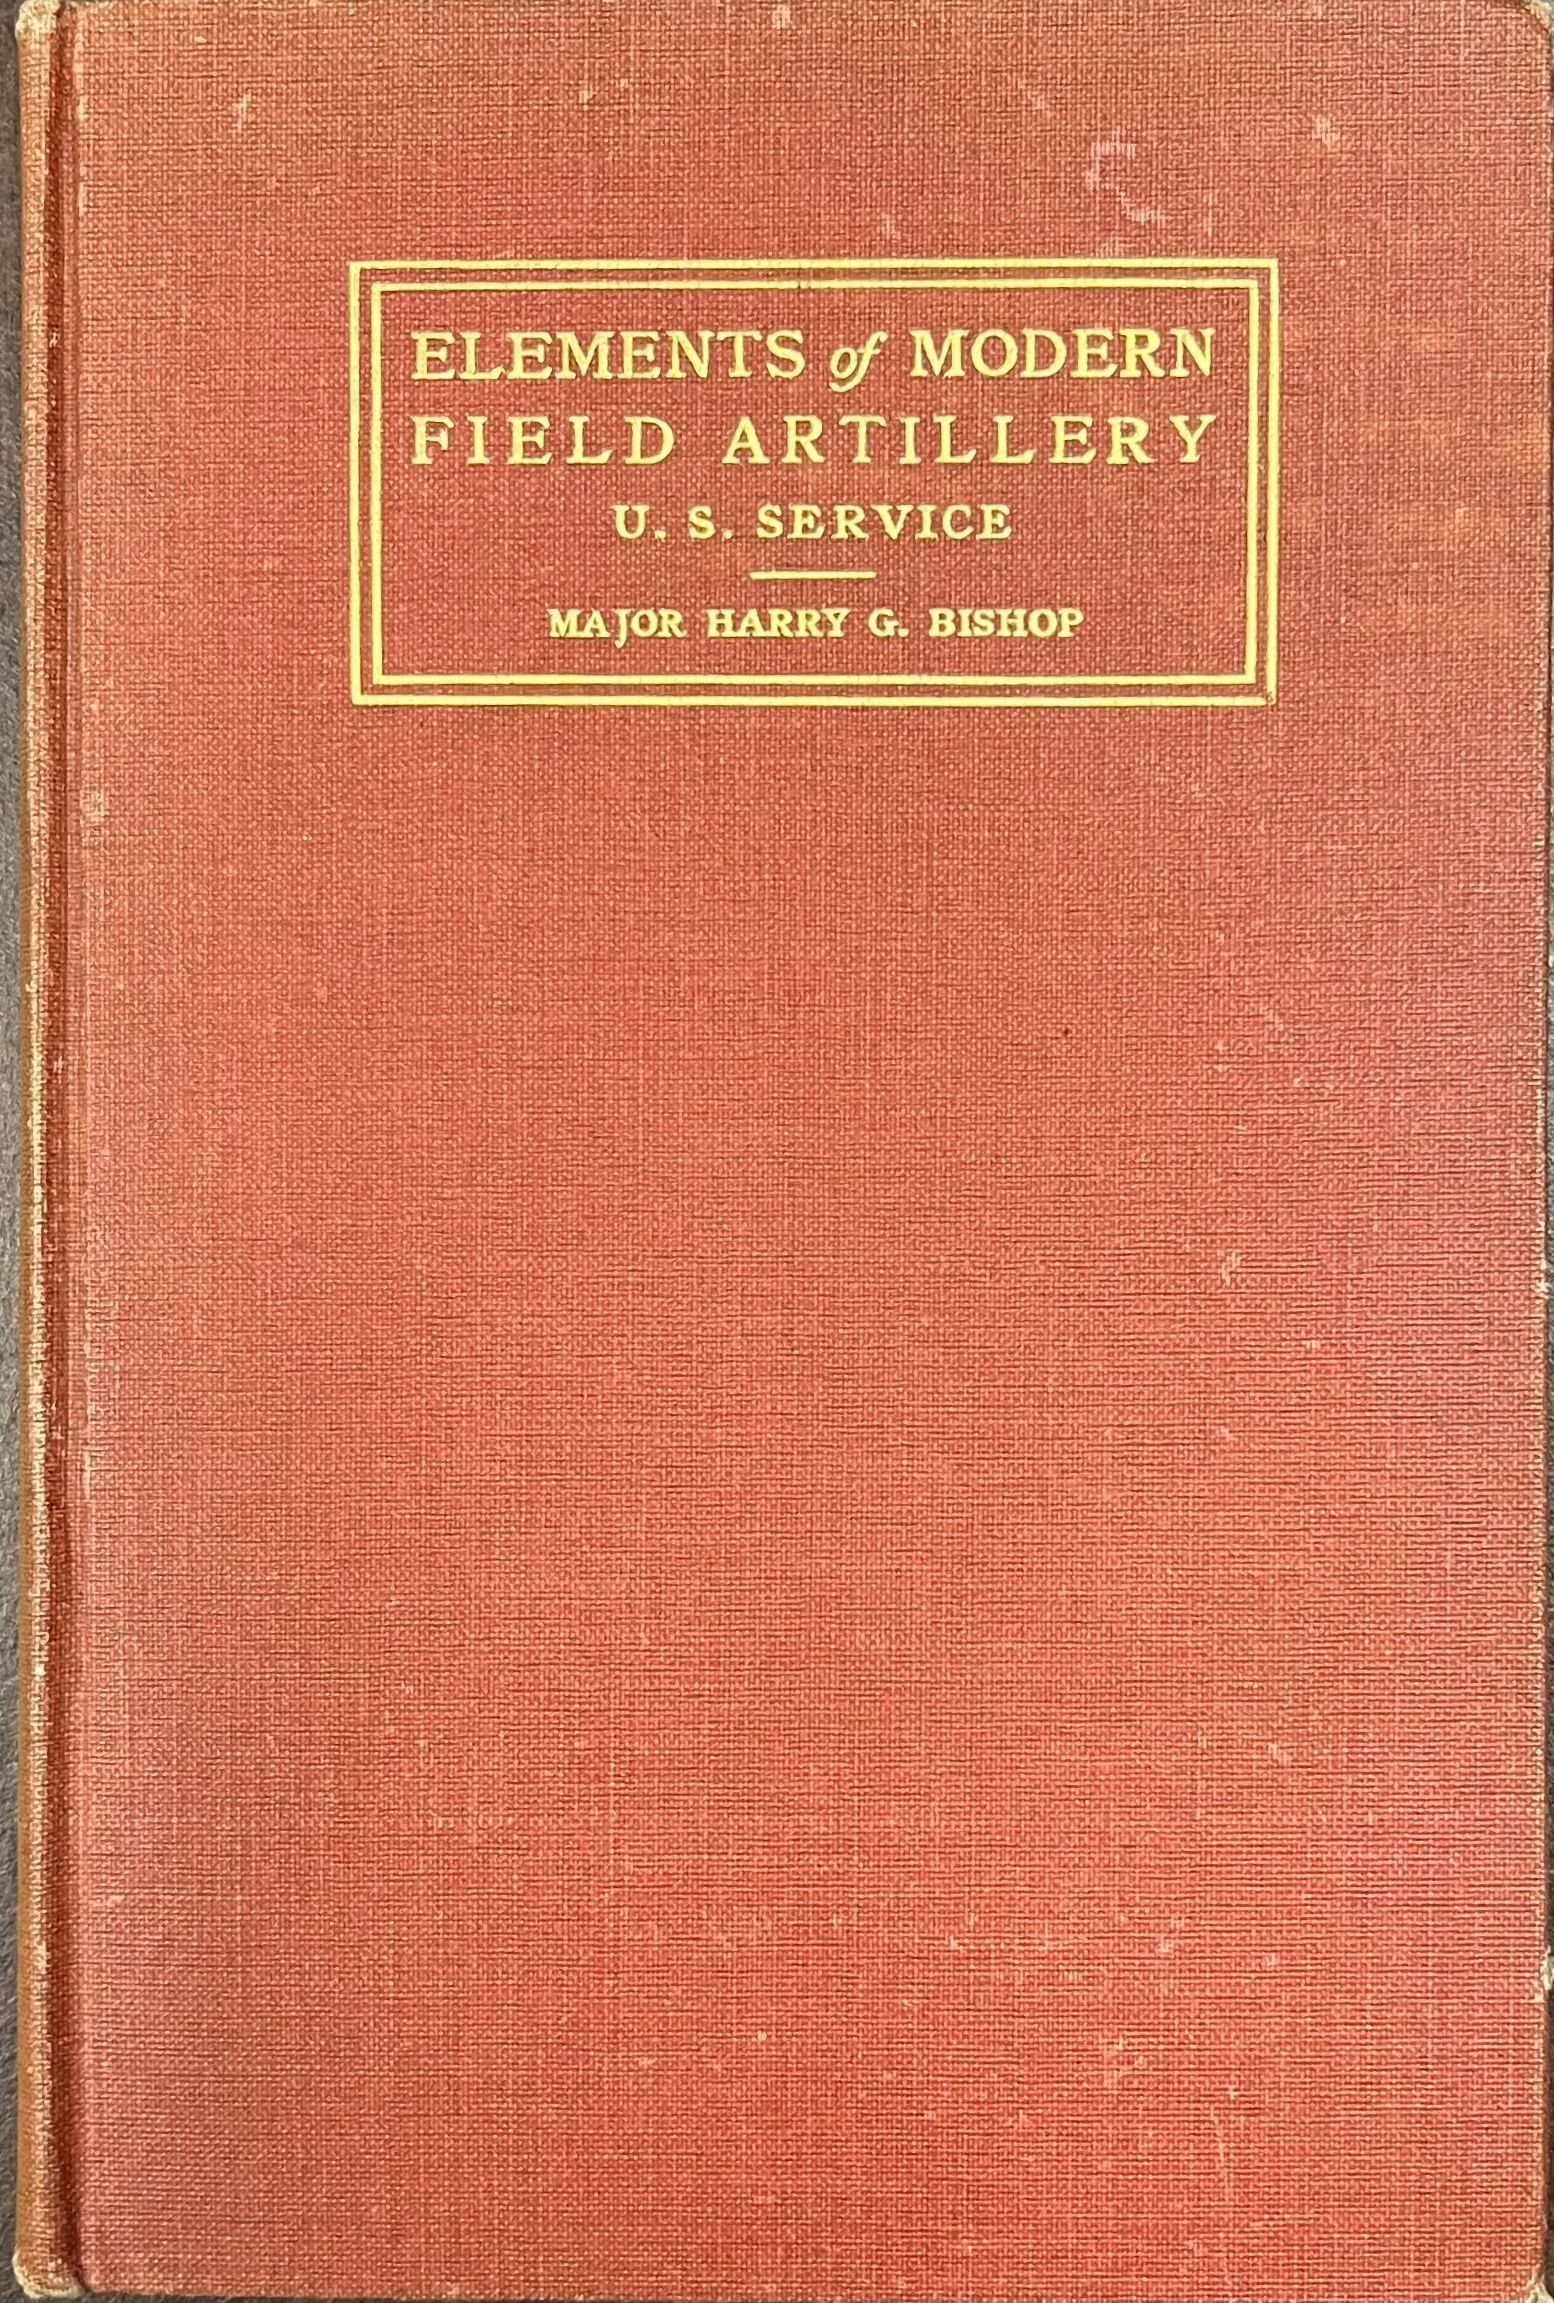 ELEMENTS of MODERN
FIELD ARTILLERY
U. S. SERVICE
MAJOR HARRY G. BISHOP